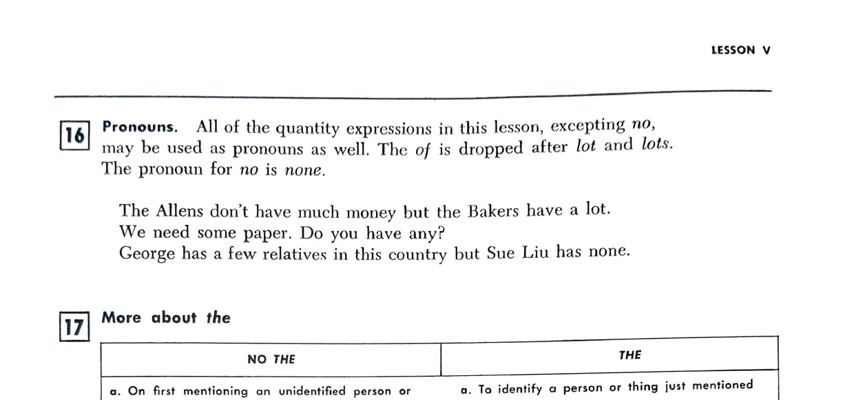 LESSON V
16 Pronouns. All of the quantity expressions in this lesson, excepting no,
may be used as pronouns as well. The of is dropped after lot and lots.
The pronoun for no is none.
The Allens don't have much money but the Bakers have a lot.
We need some paper. Do you have any?
George has a few relatives in this country but Sue Liu has none.
17 More about the
NO THE
THE
a. On first mentioning an unidentified person or
a. To identify a person or thing just mentioned